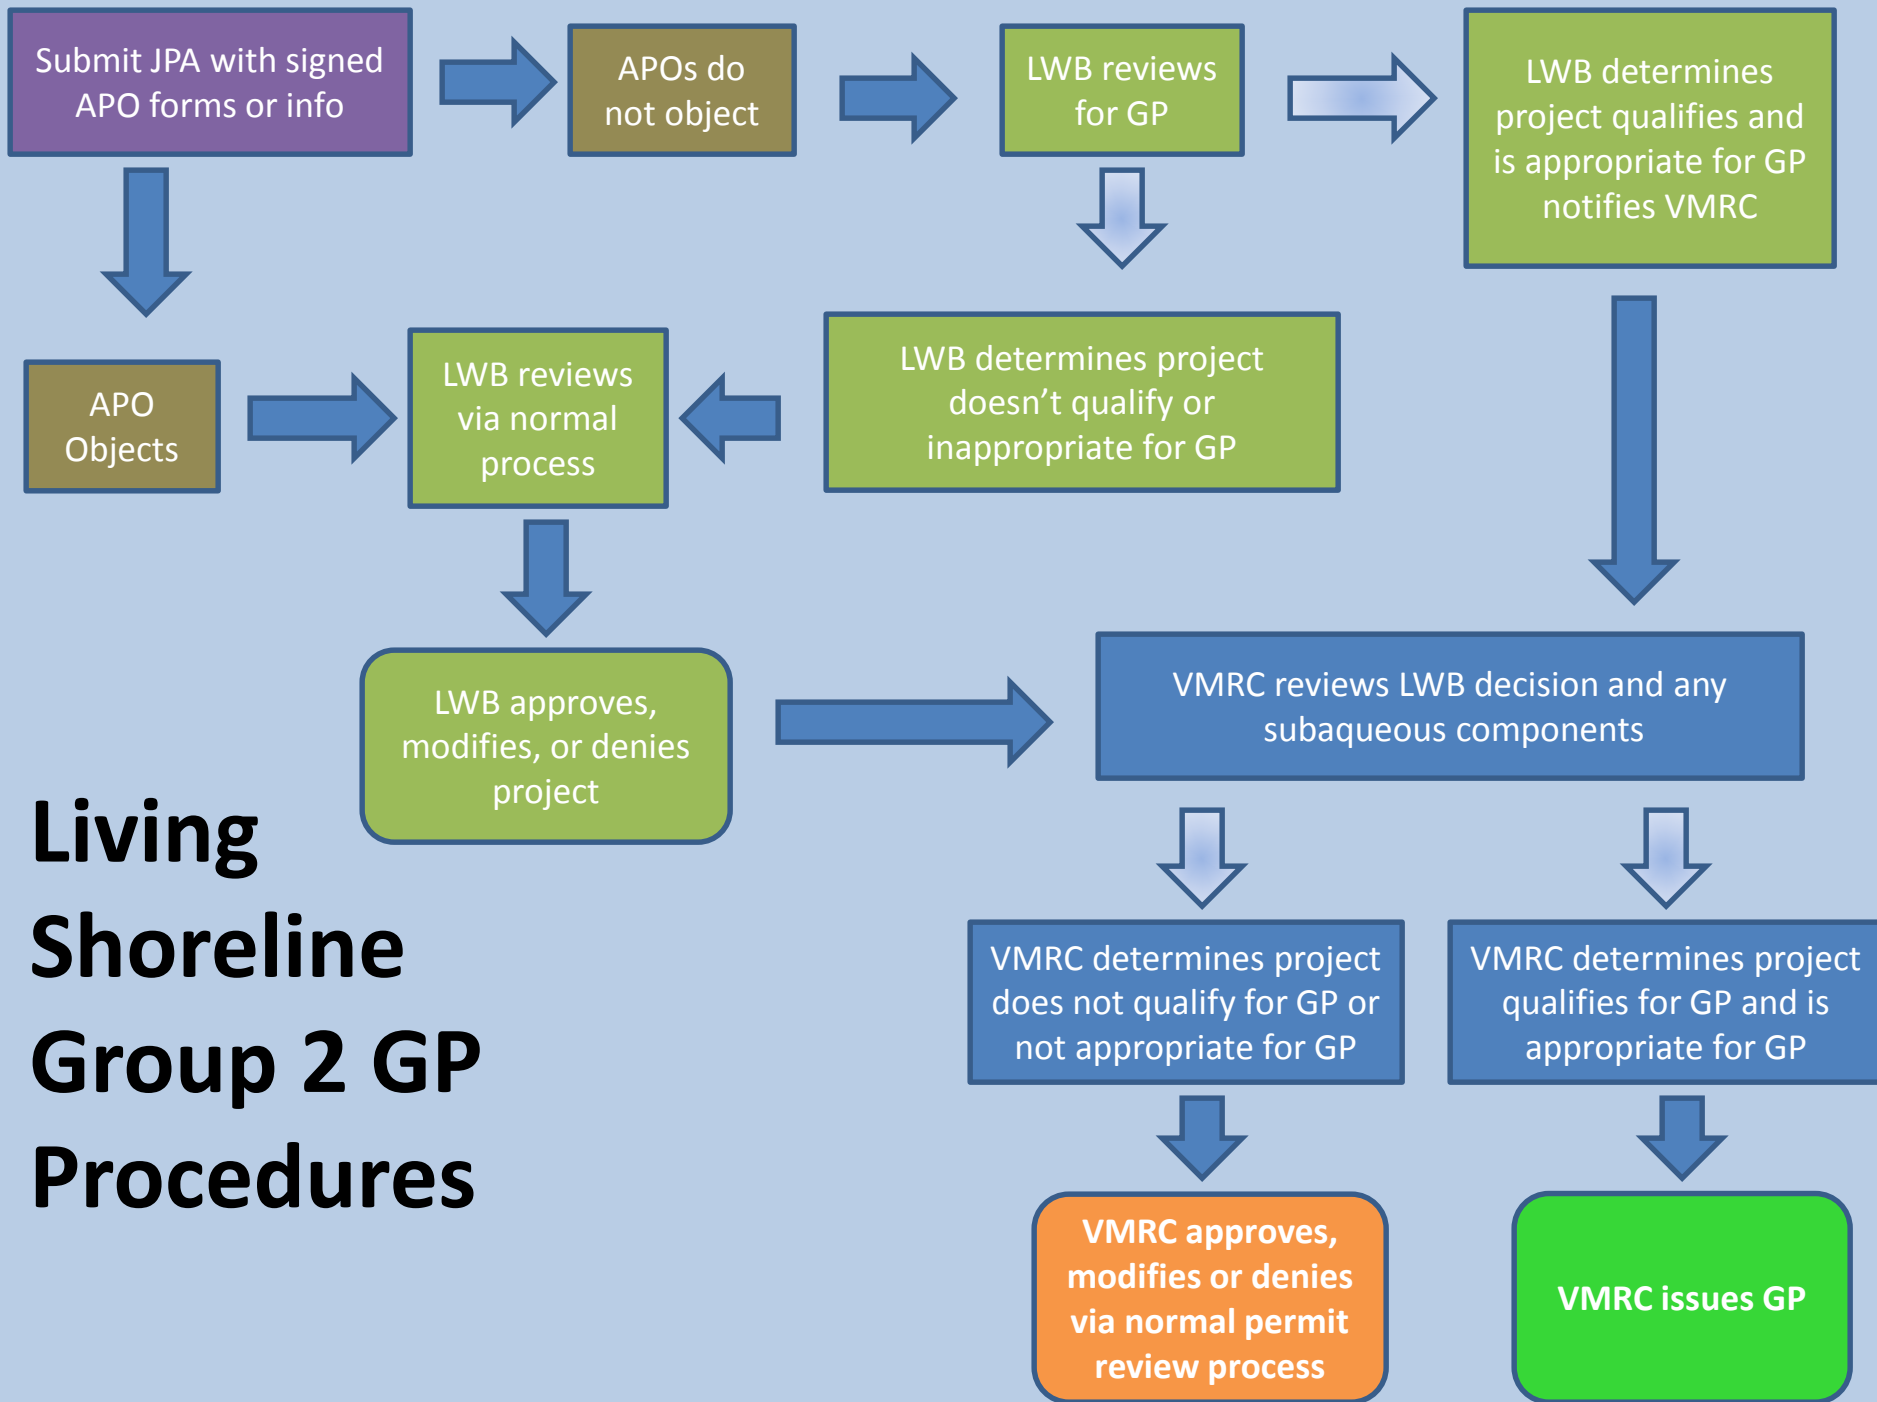 Submit JPA with signed
APO forms or info
APOs do
not object
LWB reviews
for GP
LWB determines
project qualifies and
is appropriate for GP
notifies VMRC
APO
Objects
LWB reviews
via normal
process
LWB determines project
doesn’t qualify or
inappropriate for GP
LWB approves,
modifies, or denies
project
VMRC reviews LWB decision and any
subaqueous components
Living
Shoreline
Group 2 GP
Procedures
VMRC determines project
does not qualify for GP or
not appropriate for GP
VMRC determines project
qualifies for GP and is
appropriate for GP
VMRC approves,
modifies or denies
via normal permit
review process
VMRC issues GP